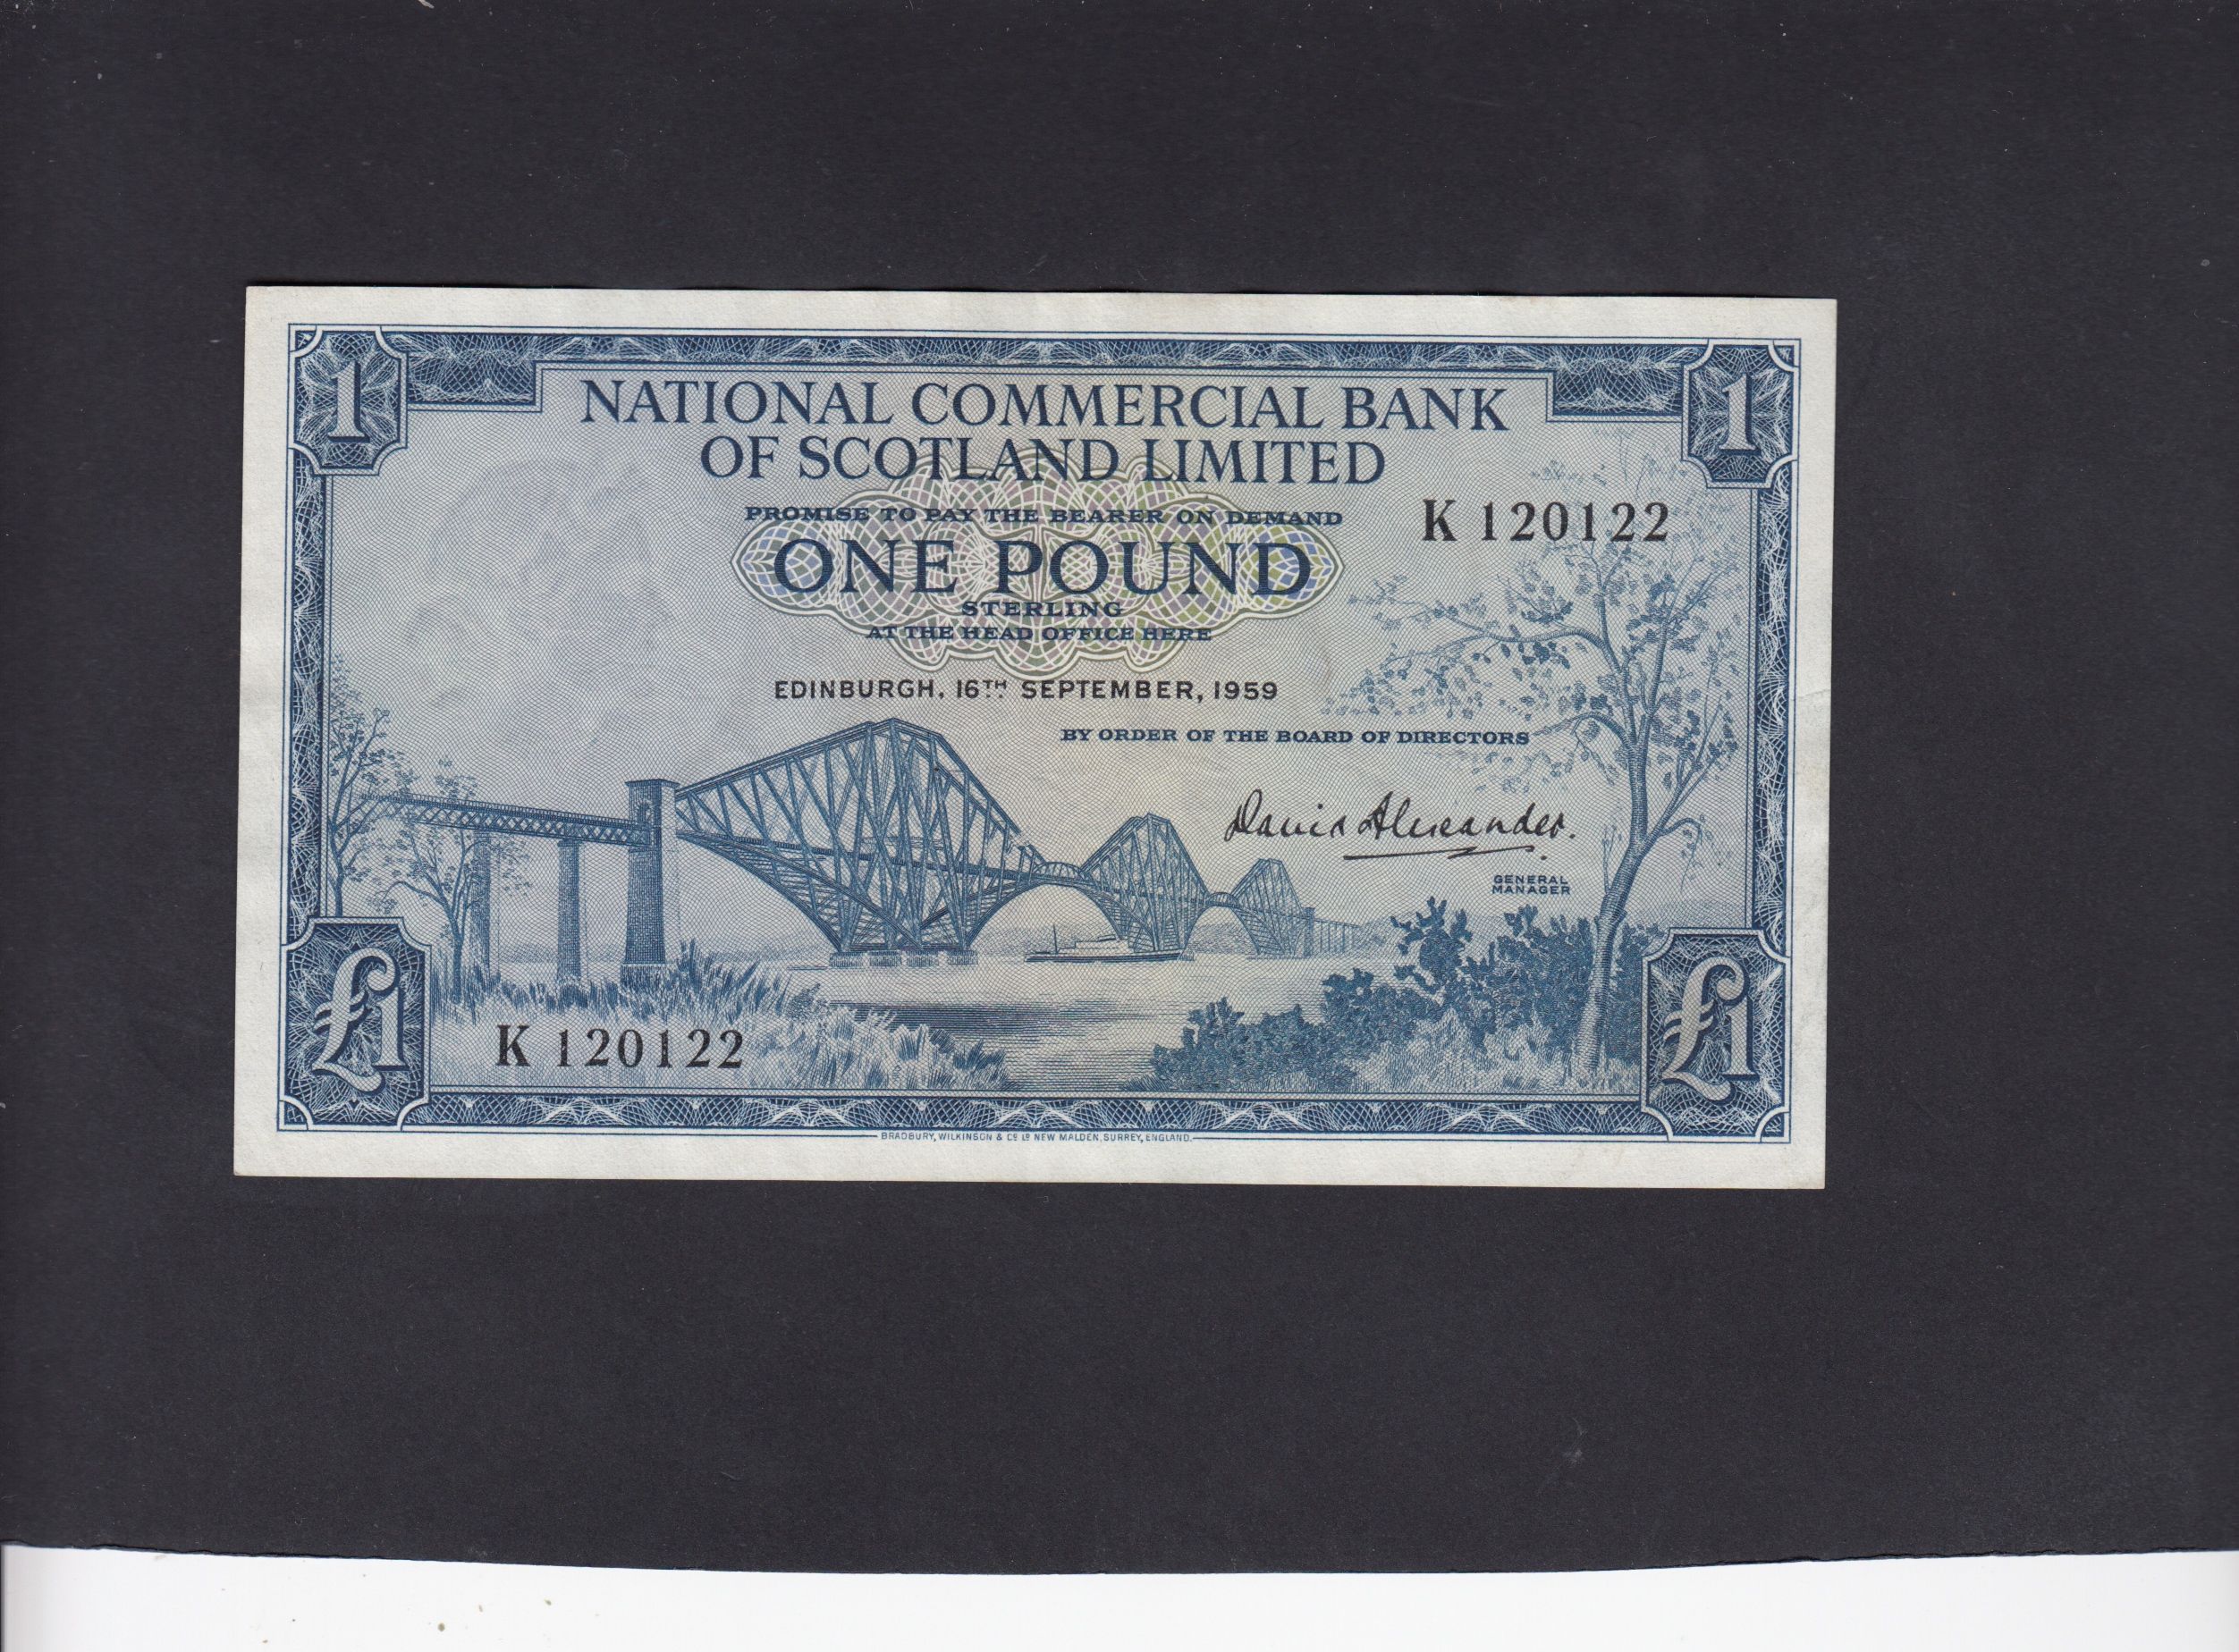 1 1
NATIONAL COMMERCIAL BANK
OF SCOTLAND LIMITED
PROMISE TO PAY THE BEARER ON DEMAND
K 120122
ONE POUND
STERLING
AT THE HEAD OFFICE HERE
EDINBURGH. 16TH SEPTEMBER, 1959
BY ORDER OF THE BOARD OF DIRECTORS
David Alexander.
GENERAL
MANAGER
£1 £1
K 120122
BRADBURY, WILKINSON & Co Ld NEW MALDEN, SURREY, ENGLAND.